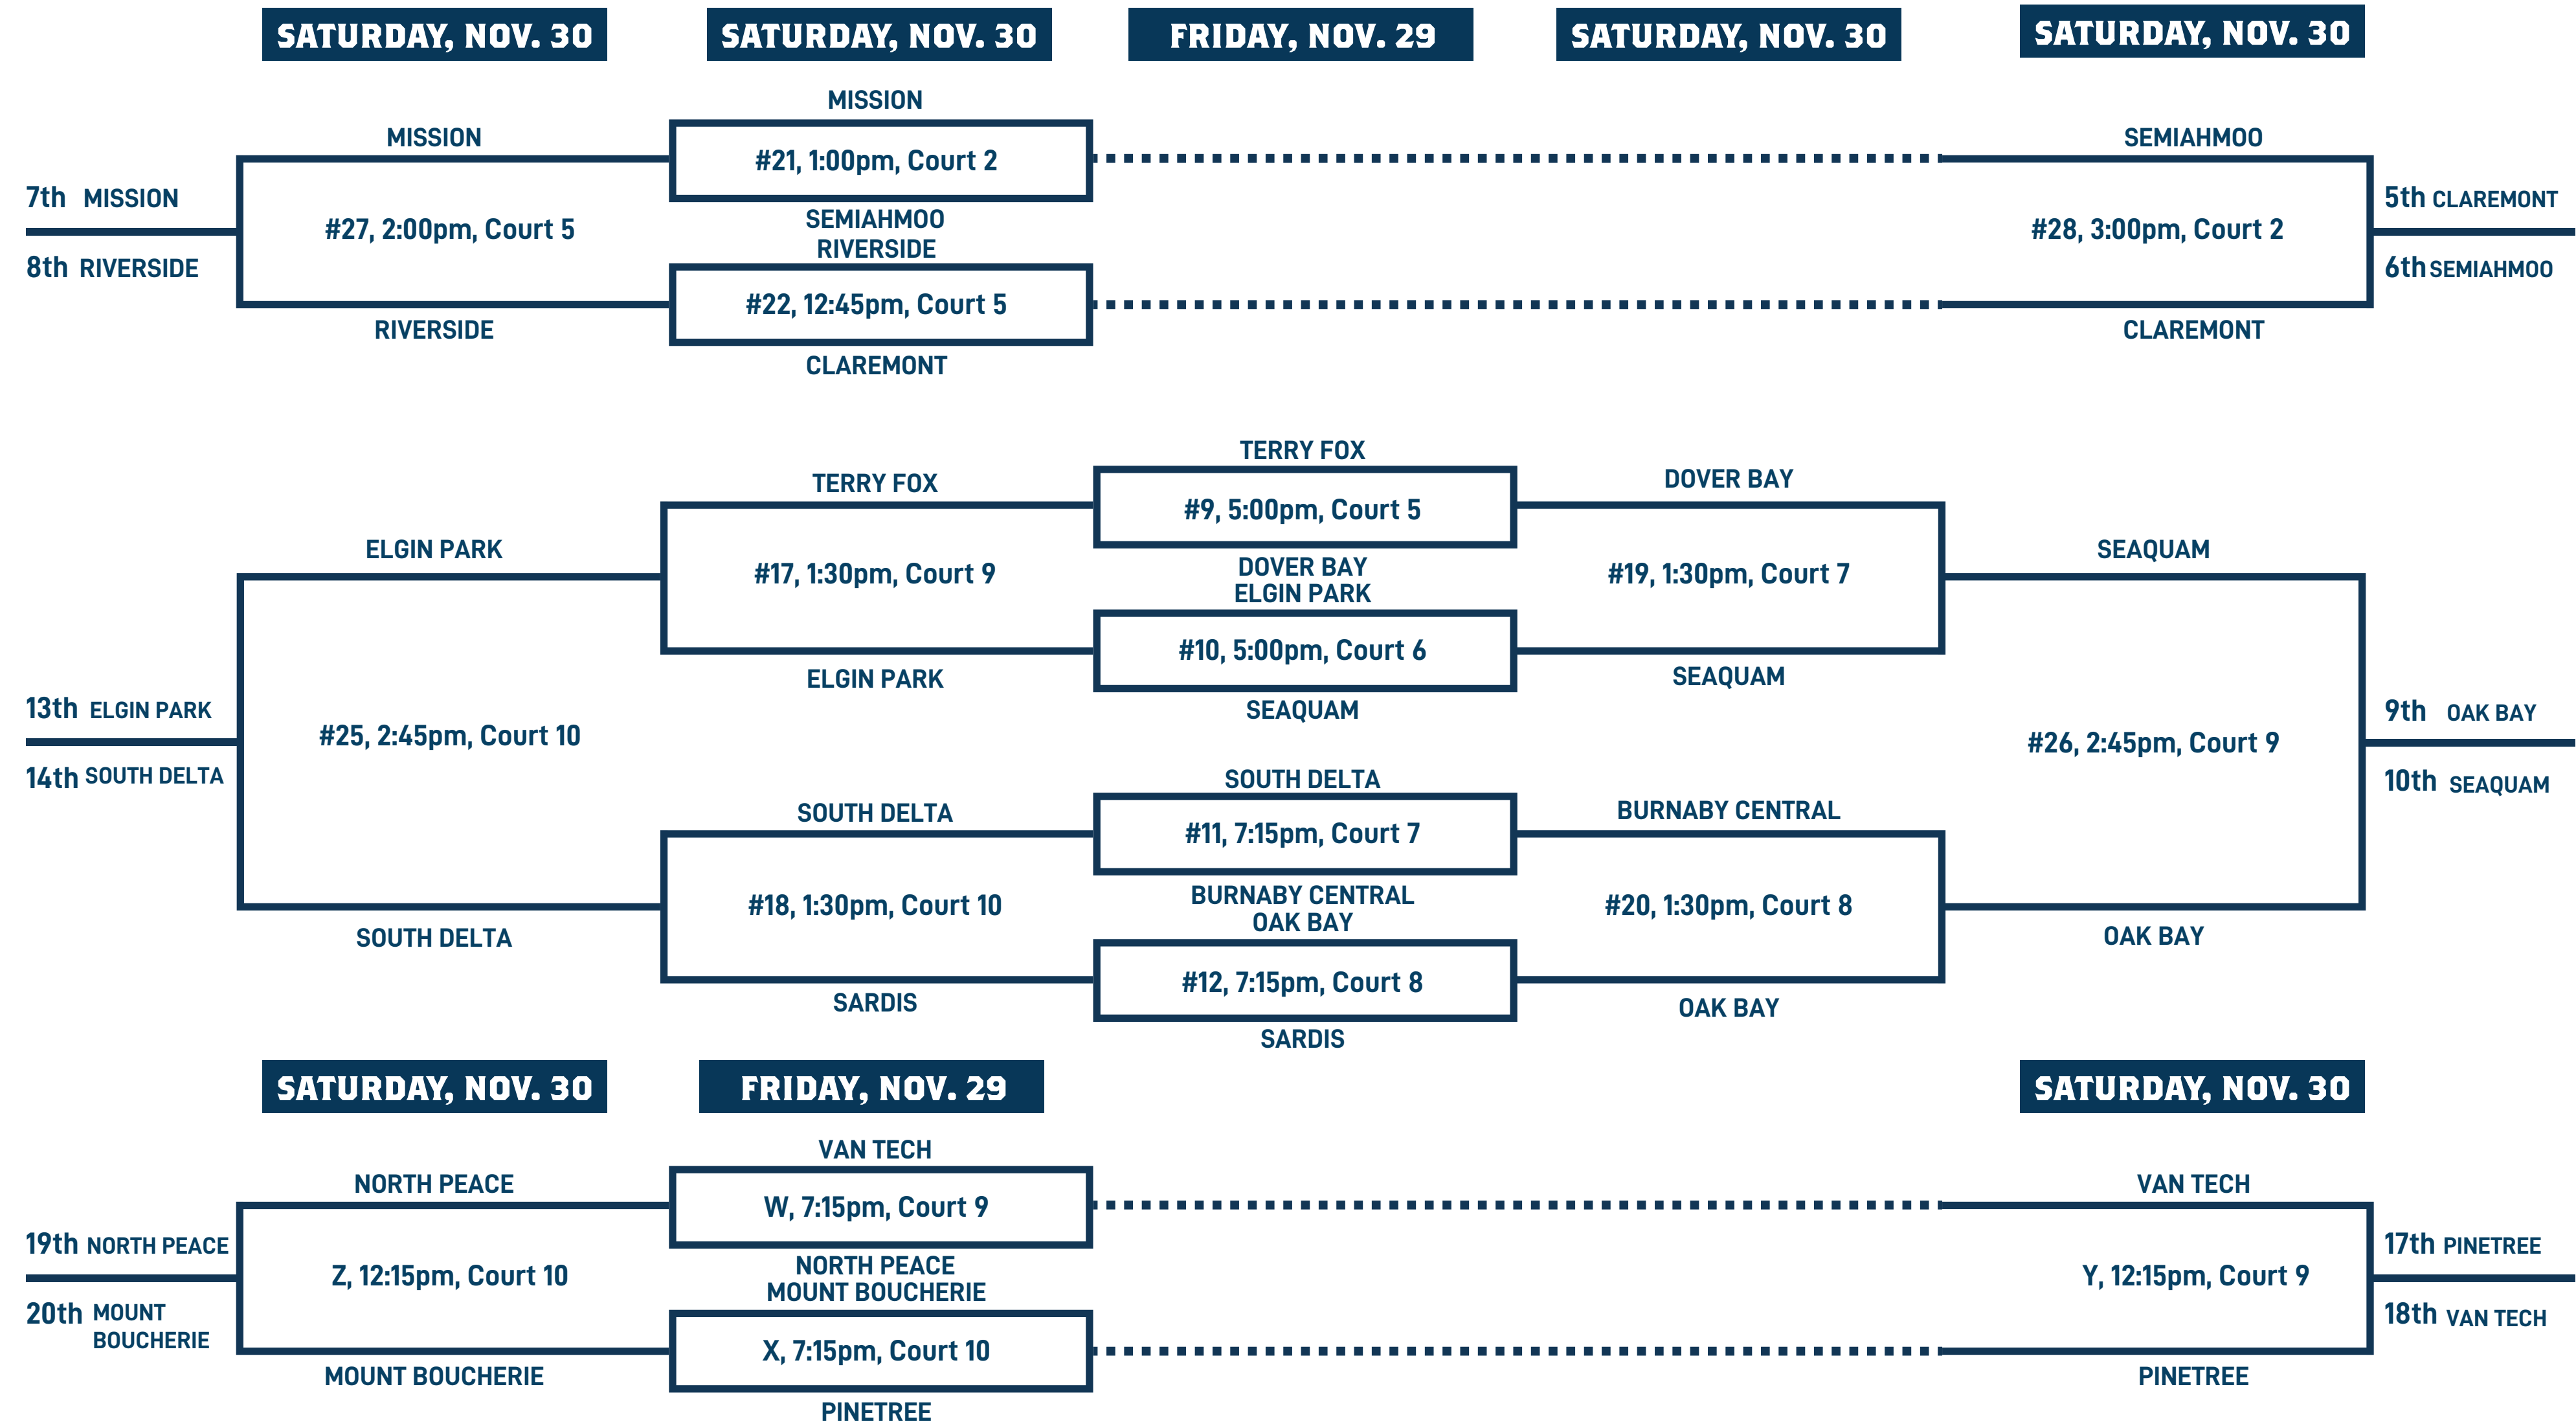 SATURDAY, NOV. 30
SATURDAY, NOV. 30
FRIDAY, NOV. 29
SATURDAY, NOV. 30
SATURDAY, NOV. 30
MISSION
MISSION
#21, 1:00pm, Court 2
SEMIAHMOO
7th MISSION
#27, 2:00pm, Court 5
SEMIAHMOO
RIVERSIDE
#28, 3:00pm, Court 2
5th CLAREMONT
8th RIVERSIDE
6th SEMIAHMOO
#22, 12:45pm, Court 5
RIVERSIDE
CLAREMONT
CLAREMONT
TERRY FOX
TERRY FOX
DOVER BAY
#9, 5:00pm, Court 5
ELGIN PARK
SEAQUAM
#17, 1:30pm, Court 9
DOVER BAY
ELGIN PARK
#19, 1:30pm, Court 7
#10, 5:00pm, Court 6
ELGIN PARK
SEAQUAM
SEAQUAM
13th ELGIN PARK
#25, 2:45pm, Court 10
#26, 2:45pm, Court 9
9th OAK BAY
14th SOUTH DELTA
10th SEAQUAM
SOUTH DELTA
SOUTH DELTA
BURNABY CENTRAL
#11, 7:15pm, Court 7
#18, 1:30pm, Court 10
BURNABY CENTRAL
OAK BAY
#20, 1:30pm, Court 8
SOUTH DELTA
OAK BAY
#12, 7:15pm, Court 8
SARDIS
OAK BAY
SARDIS
SATURDAY, NOV. 30
FRIDAY, NOV. 29
SATURDAY, NOV. 30
VAN TECH
NORTH PEACE
VAN TECH
W, 7:15pm, Court 9
19th NORTH PEACE
NORTH PEACE
MOUNT BOUCHERIE
17th PINETREE
Z, 12:15pm, Court 10
Y, 12:15pm, Court 9
20th MOUNT
BOUCHERIE
18th VAN TECH
X, 7:15pm, Court 10
MOUNT BOUCHERIE
PINETREE
PINETREE